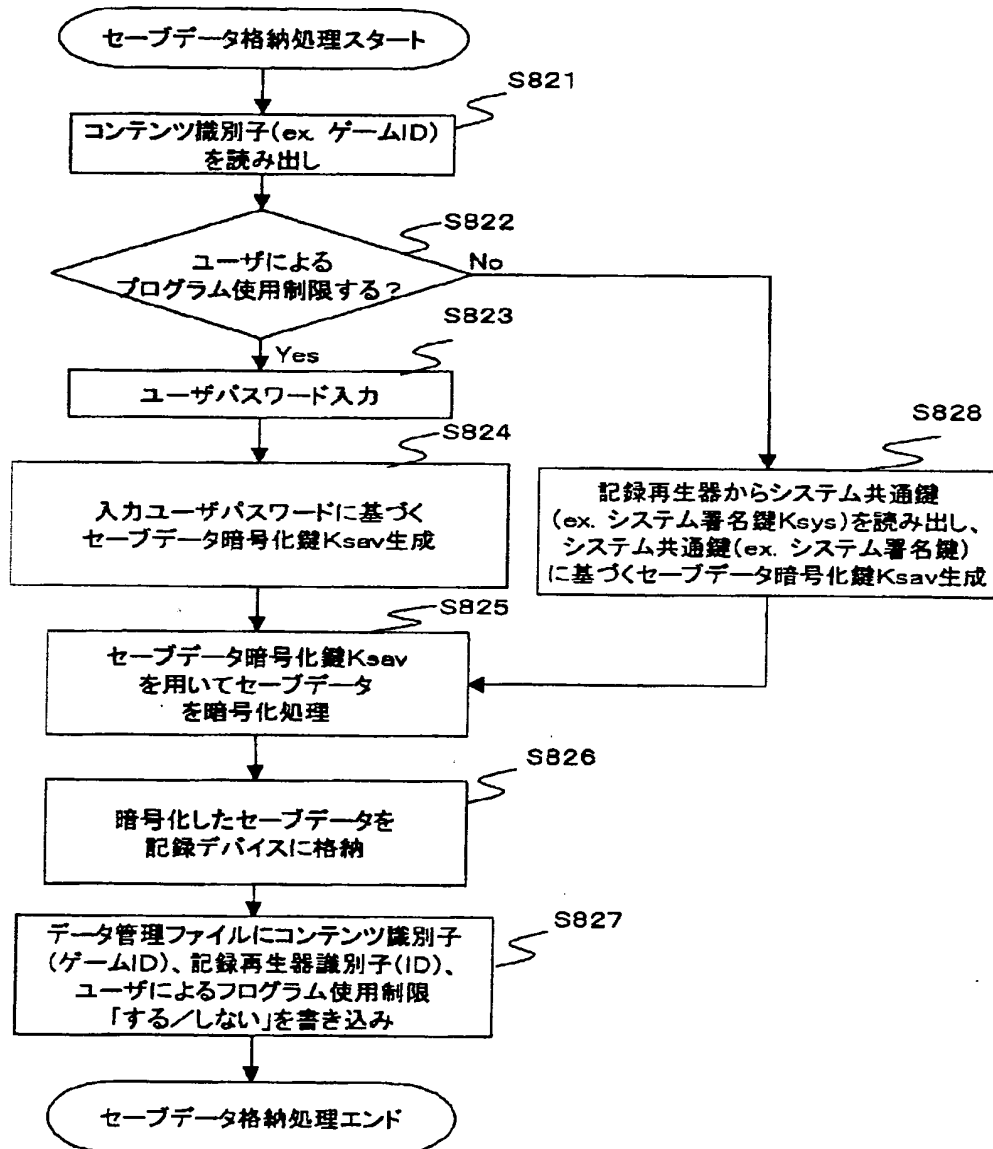 セーブデータ格納処理スタート
S821
コンテンツ識別子(ex. ゲームID)
を読み出し
S822
ユーザによる
プログラム使用制限する?
No
Yes
S823
ユーザパスワード入力
S824
入力ユーザパスワードに基づく
セーブデータ暗号化鍵Ksav生成
S828
記録再生器からシステム共通鍵
(ex. システム署名鍵Ksys)を読み出し、
システム共通鍵(ex. システム署名鍵)
に基づくセーブデータ暗号化鍵Ksav生成
S825
セーブデータ暗号化鍵Ksav
を用いてセーブデータ
を暗号化処理
S826
暗号化したセーブデータを
記録デバイスに格納
S827
データ管理ファイルにコンテンツ識別子
(ゲームID)、記録再生器識別子(ID)、
ユーザによるフログラム使用制限
「する/しない」を書き込み
セーブデータ格納処理エンド